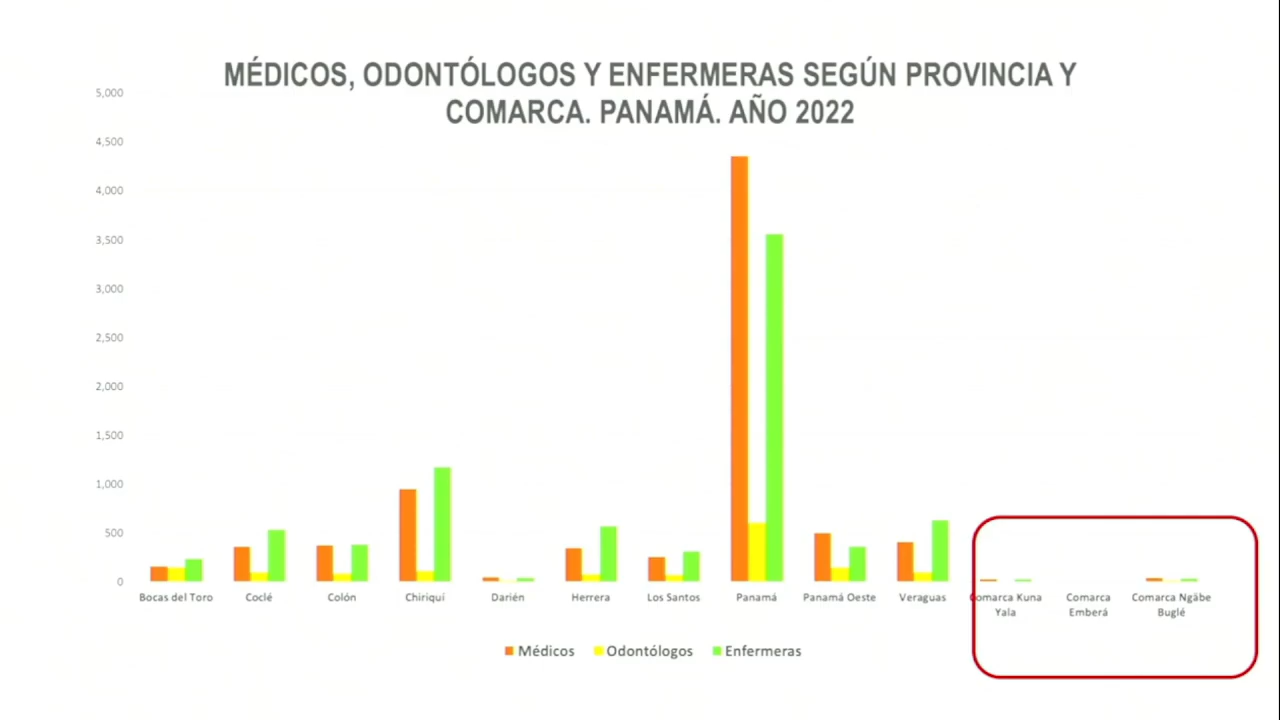 MÉDICOS, ODONTÓLOGOS Y ENFERMERAS SEGÚN PROVINCIA Y
COMARCA. PANAMÁ. AÑO 2022
5,000
4,500
4,000
3,500
3,000
2,500
2,000
1,500
1,000
500
0
Bocas del Toro
Coclé
Colón
Chiriquí
Darién
Herrera
Los Santos
Panamá
Panamá Oeste
Veraguas
Comarca Kuna
Yala
Comarca
Emberá
Comarca Ngäbe
Buglé
Médicos
Odontólogos
Enfermeras